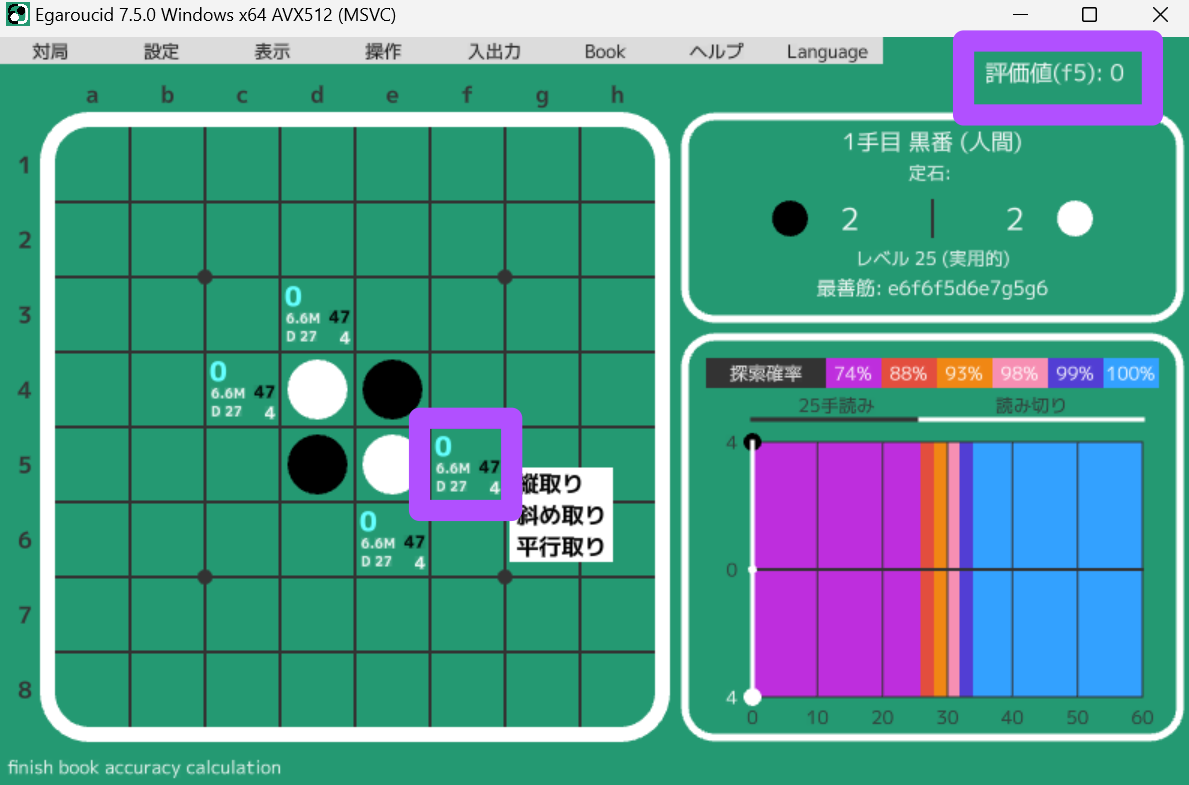 Egaroucid 7.5.0 Windows x64 AVX512 (MSVC)
対局 設定 表示 操作 入出力 Book ヘルプ Language
評価値(f5): 0
a b c d e f g h
1
2
3
4
5
6
7
8
0
6.6M 47
D 27 4
0
6.6M 47
D 27 4
0
6.6M 47
D 27 4
縦取り
斜め取り
平行取り
0
6.6M 47
D 27 4
1手目 黒番 (人間)
定石:
2 2
レベル 25 (実用的)
最善筋: e6f6f5d6e7g5g6
探索確率 74% 88% 93% 98% 99% 100%
25手読み 読み切り
4
0
4
0 10 20 30 40 50 60
finish book accuracy calculation